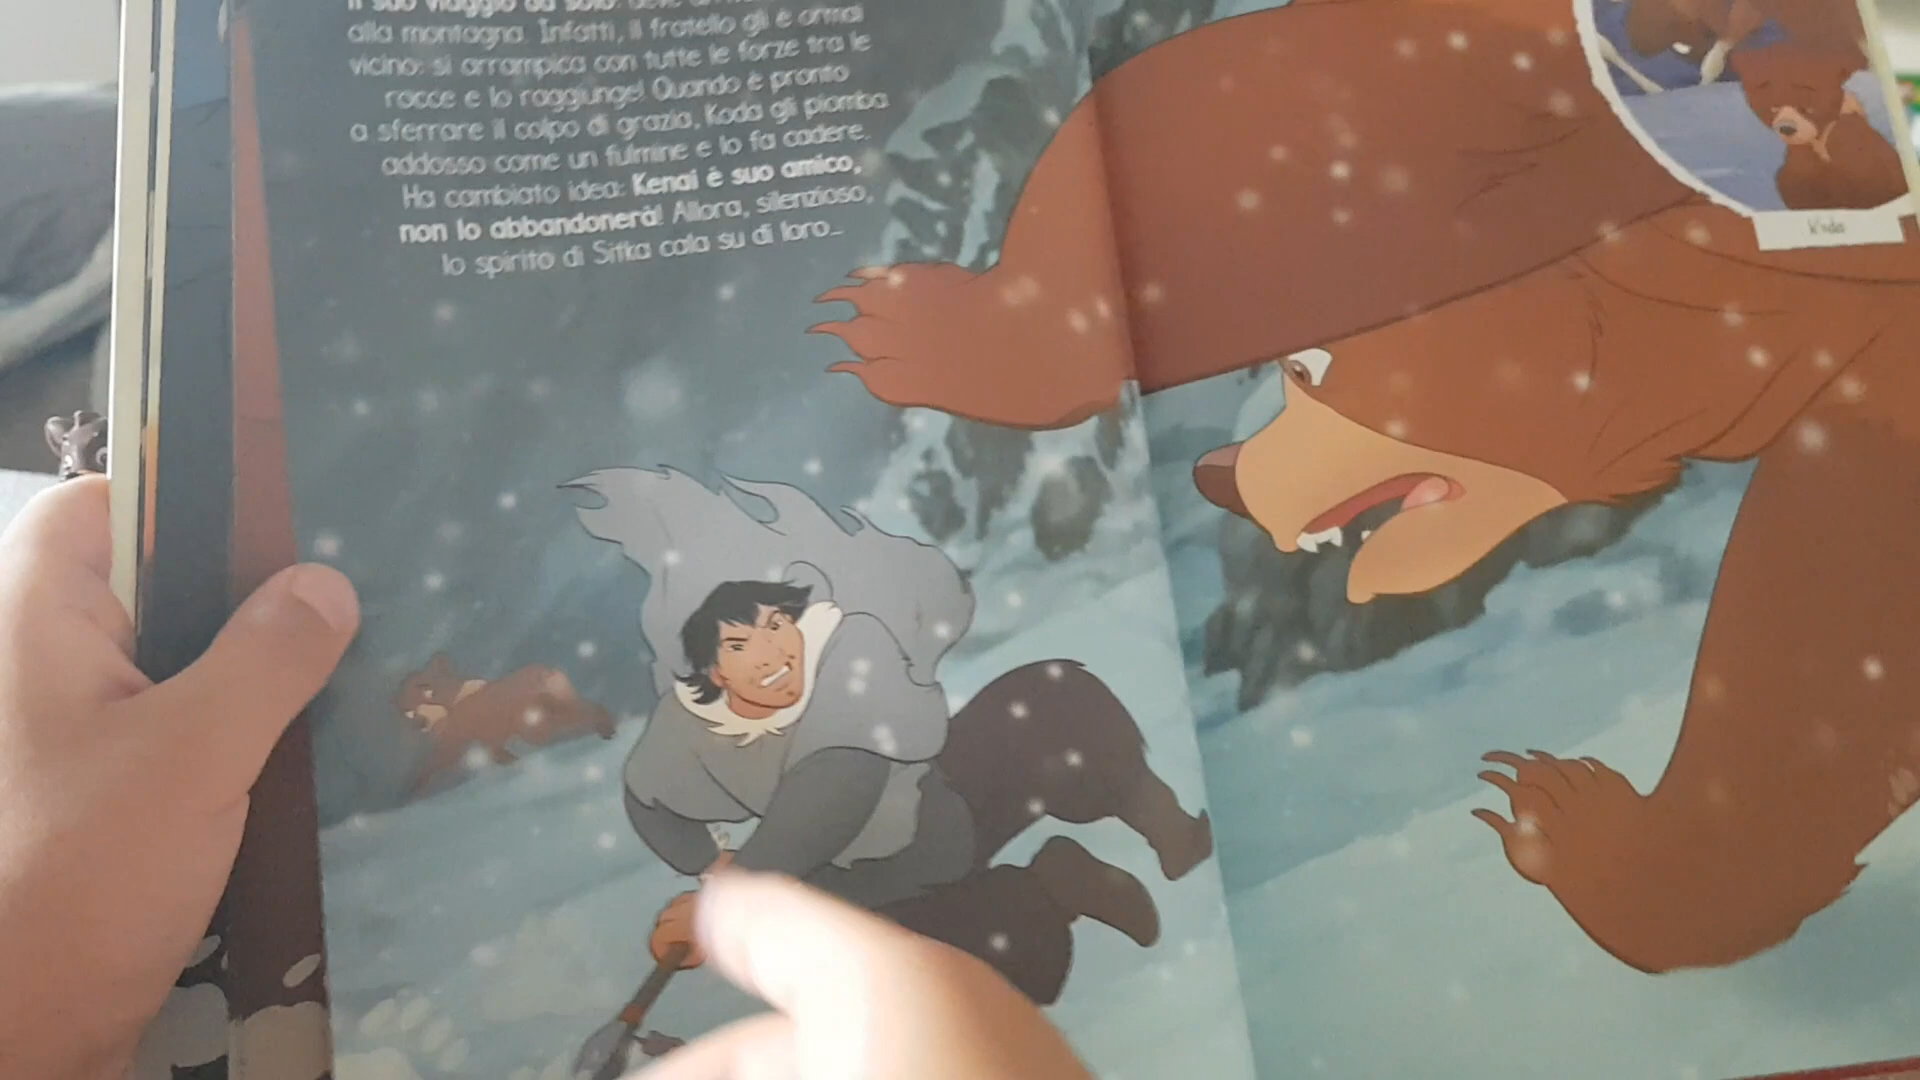 il suo viaggio da solo:
alla montagna. Infatti, il fratello gli è ormai
vicino: si arrampica con tutte le forze tra le
rocce e lo raggiunge! Quando è pronto
a sferrare il colpo di grazia, Koda gli piomba
addosso come un fulmine e lo fa cadere.
Ha cambiato idea: Kenai è suo amico,
non lo abbandonerà! Allora, silenzioso,
lo spirito di Sitka cala su di loro...